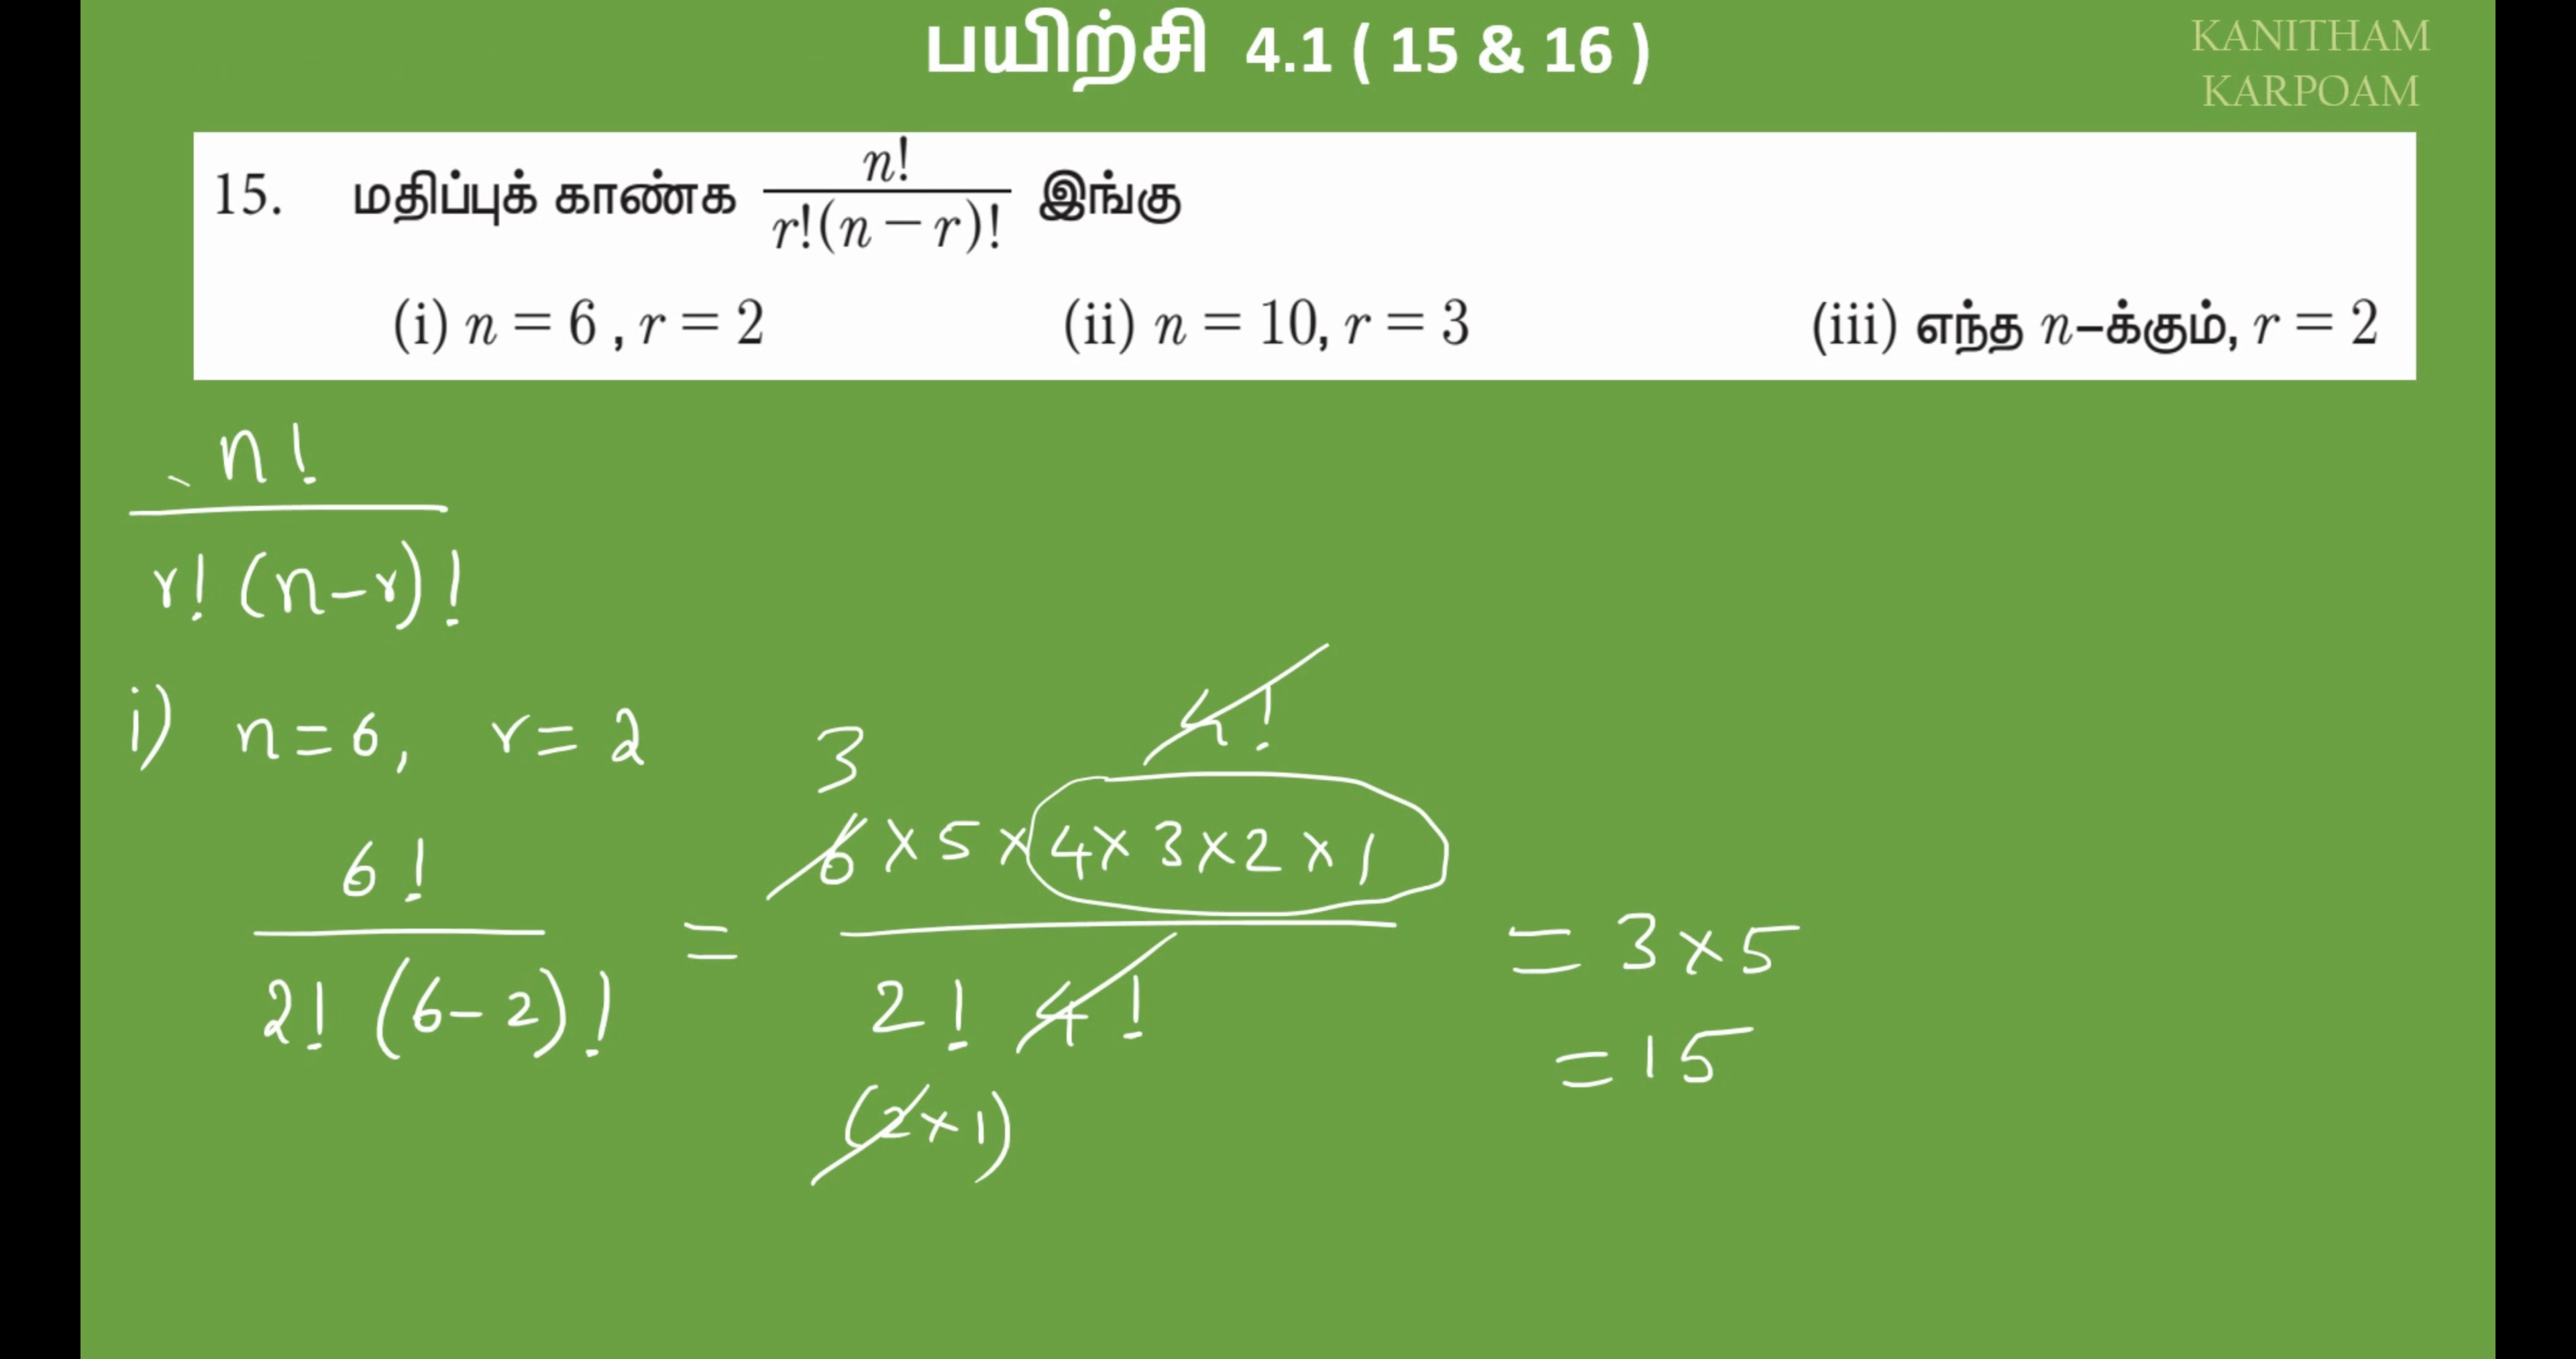 பயிற்சி 4.1 ( 15 & 16 )
KANITHAM
KARPOAM
15. மதிப்புக் காண்க n! / r!(n − r)! இங்கு
(i) n = 6 , r = 2 (ii) n = 10, r = 3 (iii) எந்த n−க்கும், r = 2
n!
r! (n-r)!
i) n=6, r=2
3 4!
6! 6 × 5 × 4 × 3 × 2 × 1
= = 3×5
2! (6-2)! 2! 4!
= 15
(2×1)